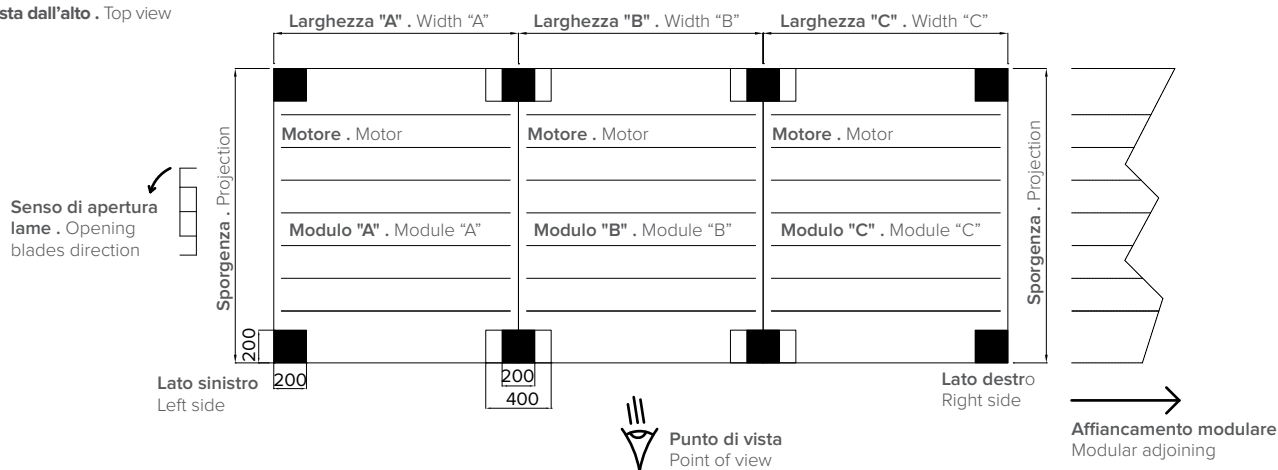 sta dall'alto . Top view
Larghezza "A" . Width “A”
Larghezza "B" . Width “B”
Larghezza "C" . Width “C”
Motore . Motor
Motore . Motor
Motore . Motor
Sporgenza . Projection
Sporgenza . Projection
Senso di apertura
lame . Opening
blades direction
Modulo "A" . Module “A”
Modulo "B" . Module “B”
Modulo "C" . Module “C”
200
200
200
400
Lato sinistro
Left side
Lato destro
Right side
Punto di vista
Point of view
Affiancamento modulare
Modular adjoining